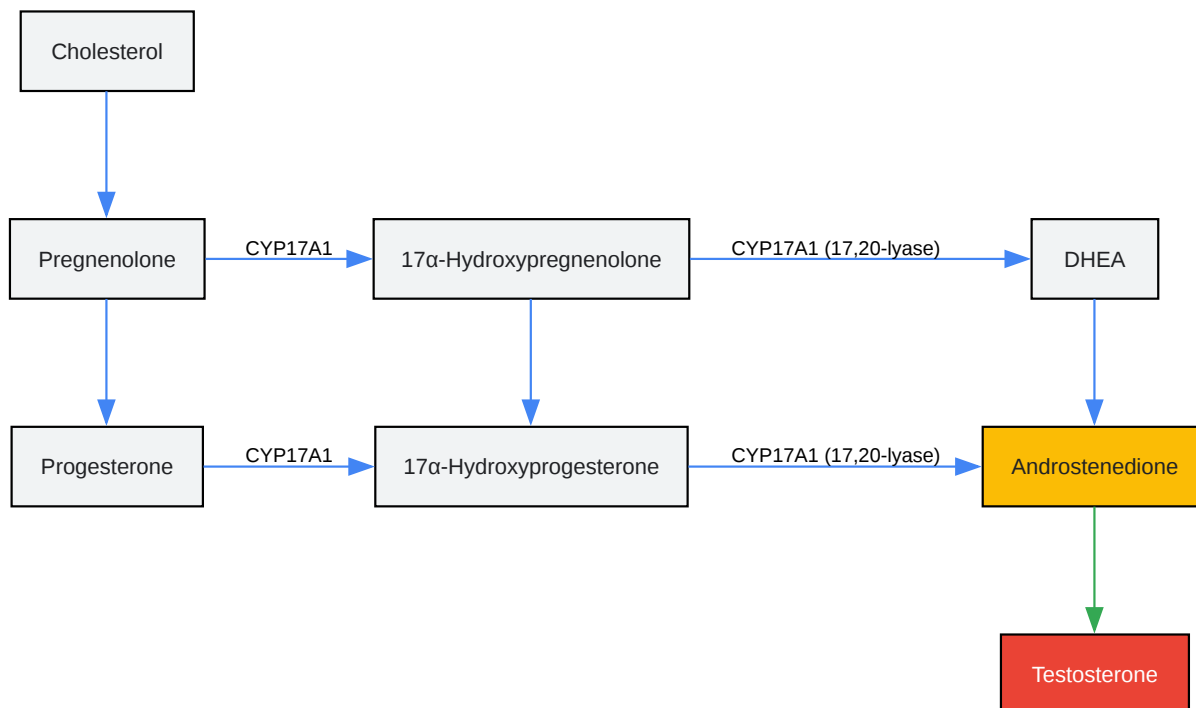 Cholesterol
Pregnenolone
CYP17A1
17α-Hydroxypregnenolone
CYP17A1 (17,20-lyase)
DHEA
Progesterone
CYP17A1
17α-Hydroxyprogesterone
CYP17A1 (17,20-lyase)
Androstenedione
Testosterone